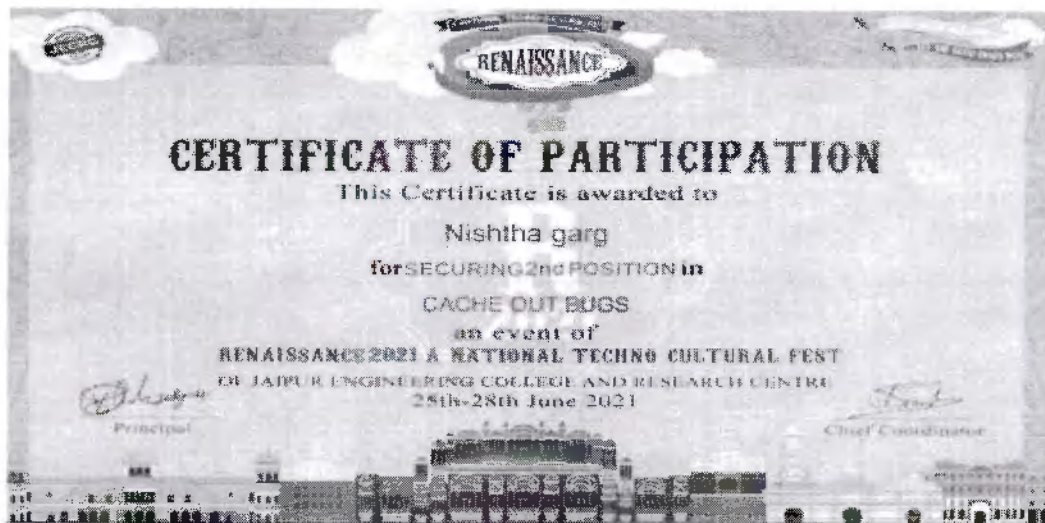 RENAISSANCE
CERTIFICATE OF PARTICIPATION
This Certificate is awarded to
Nishtha garg
for SECURING 2nd POSITION in
CACHE OUT BUGS
an event of
RENAISSANCE 2021 A NATIONAL TECHNO CULTURAL FEST
OF JAIPUR ENGINEERING COLLEGE AND RESEARCH CENTRE
28th-28th June 2021
Principal
Chief Coordinator